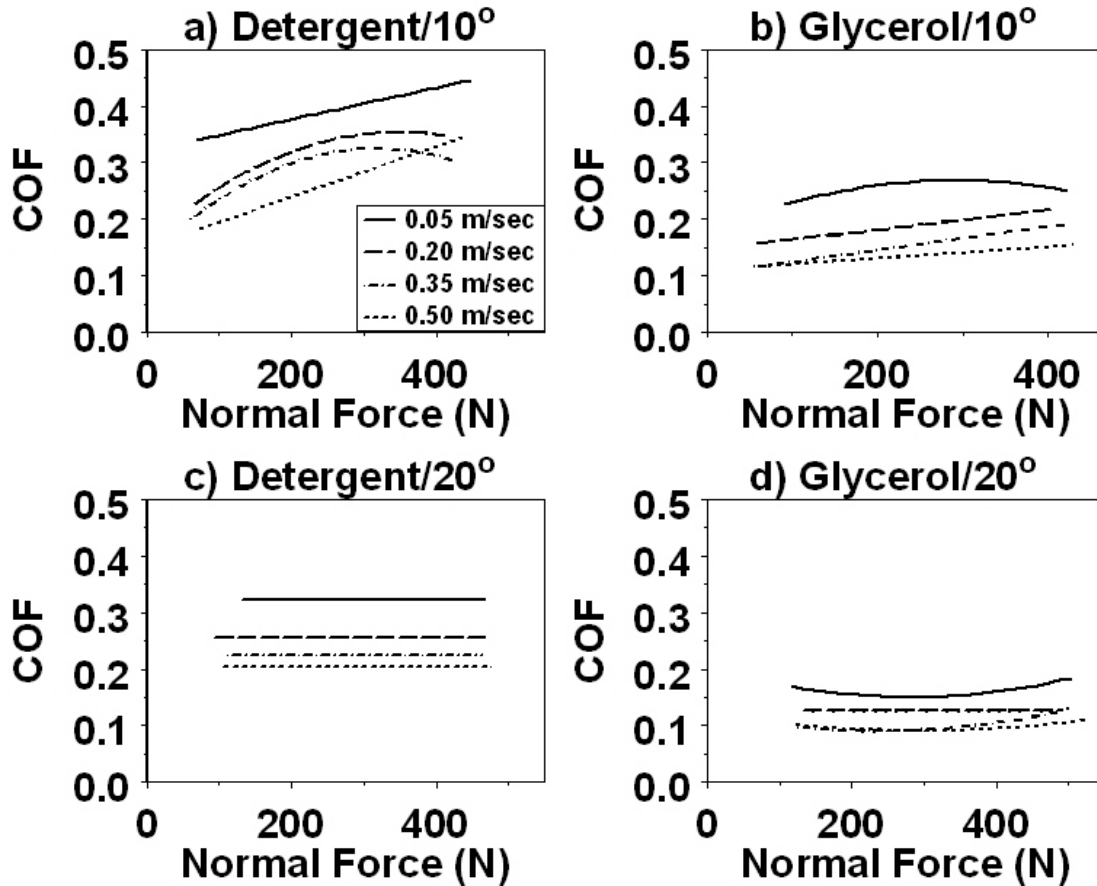 a) Detergent/10°
0.5
0.4
0.3
0.2
0.1
0.0
COF
0.05 m/sec
0.20 m/sec
0.35 m/sec
0.50 m/sec
0 200 400
Normal Force (N)
b) Glycerol/10°
0.5
0.4
0.3
0.2
0.1
0.0
COF
0 200 400
Normal Force (N)
c) Detergent/20°
0.5
0.4
0.3
0.2
0.1
0.0
COF
0 200 400
Normal Force (N)
d) Glycerol/20°
0.5
0.4
0.3
0.2
0.1
0.0
COF
0 200 400
Normal Force (N)